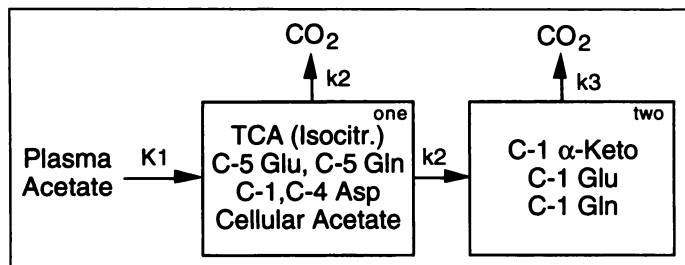 CO2 CO2
k2 k3
one two
TCA (Isocitr.)
Plasma Acetate
K1
C-5 Glu, C-5 Gln
C-1,C-4 Asp
Cellular Acetate
k2
C-1 α-Keto
C-1 Glu
C-1 Gln